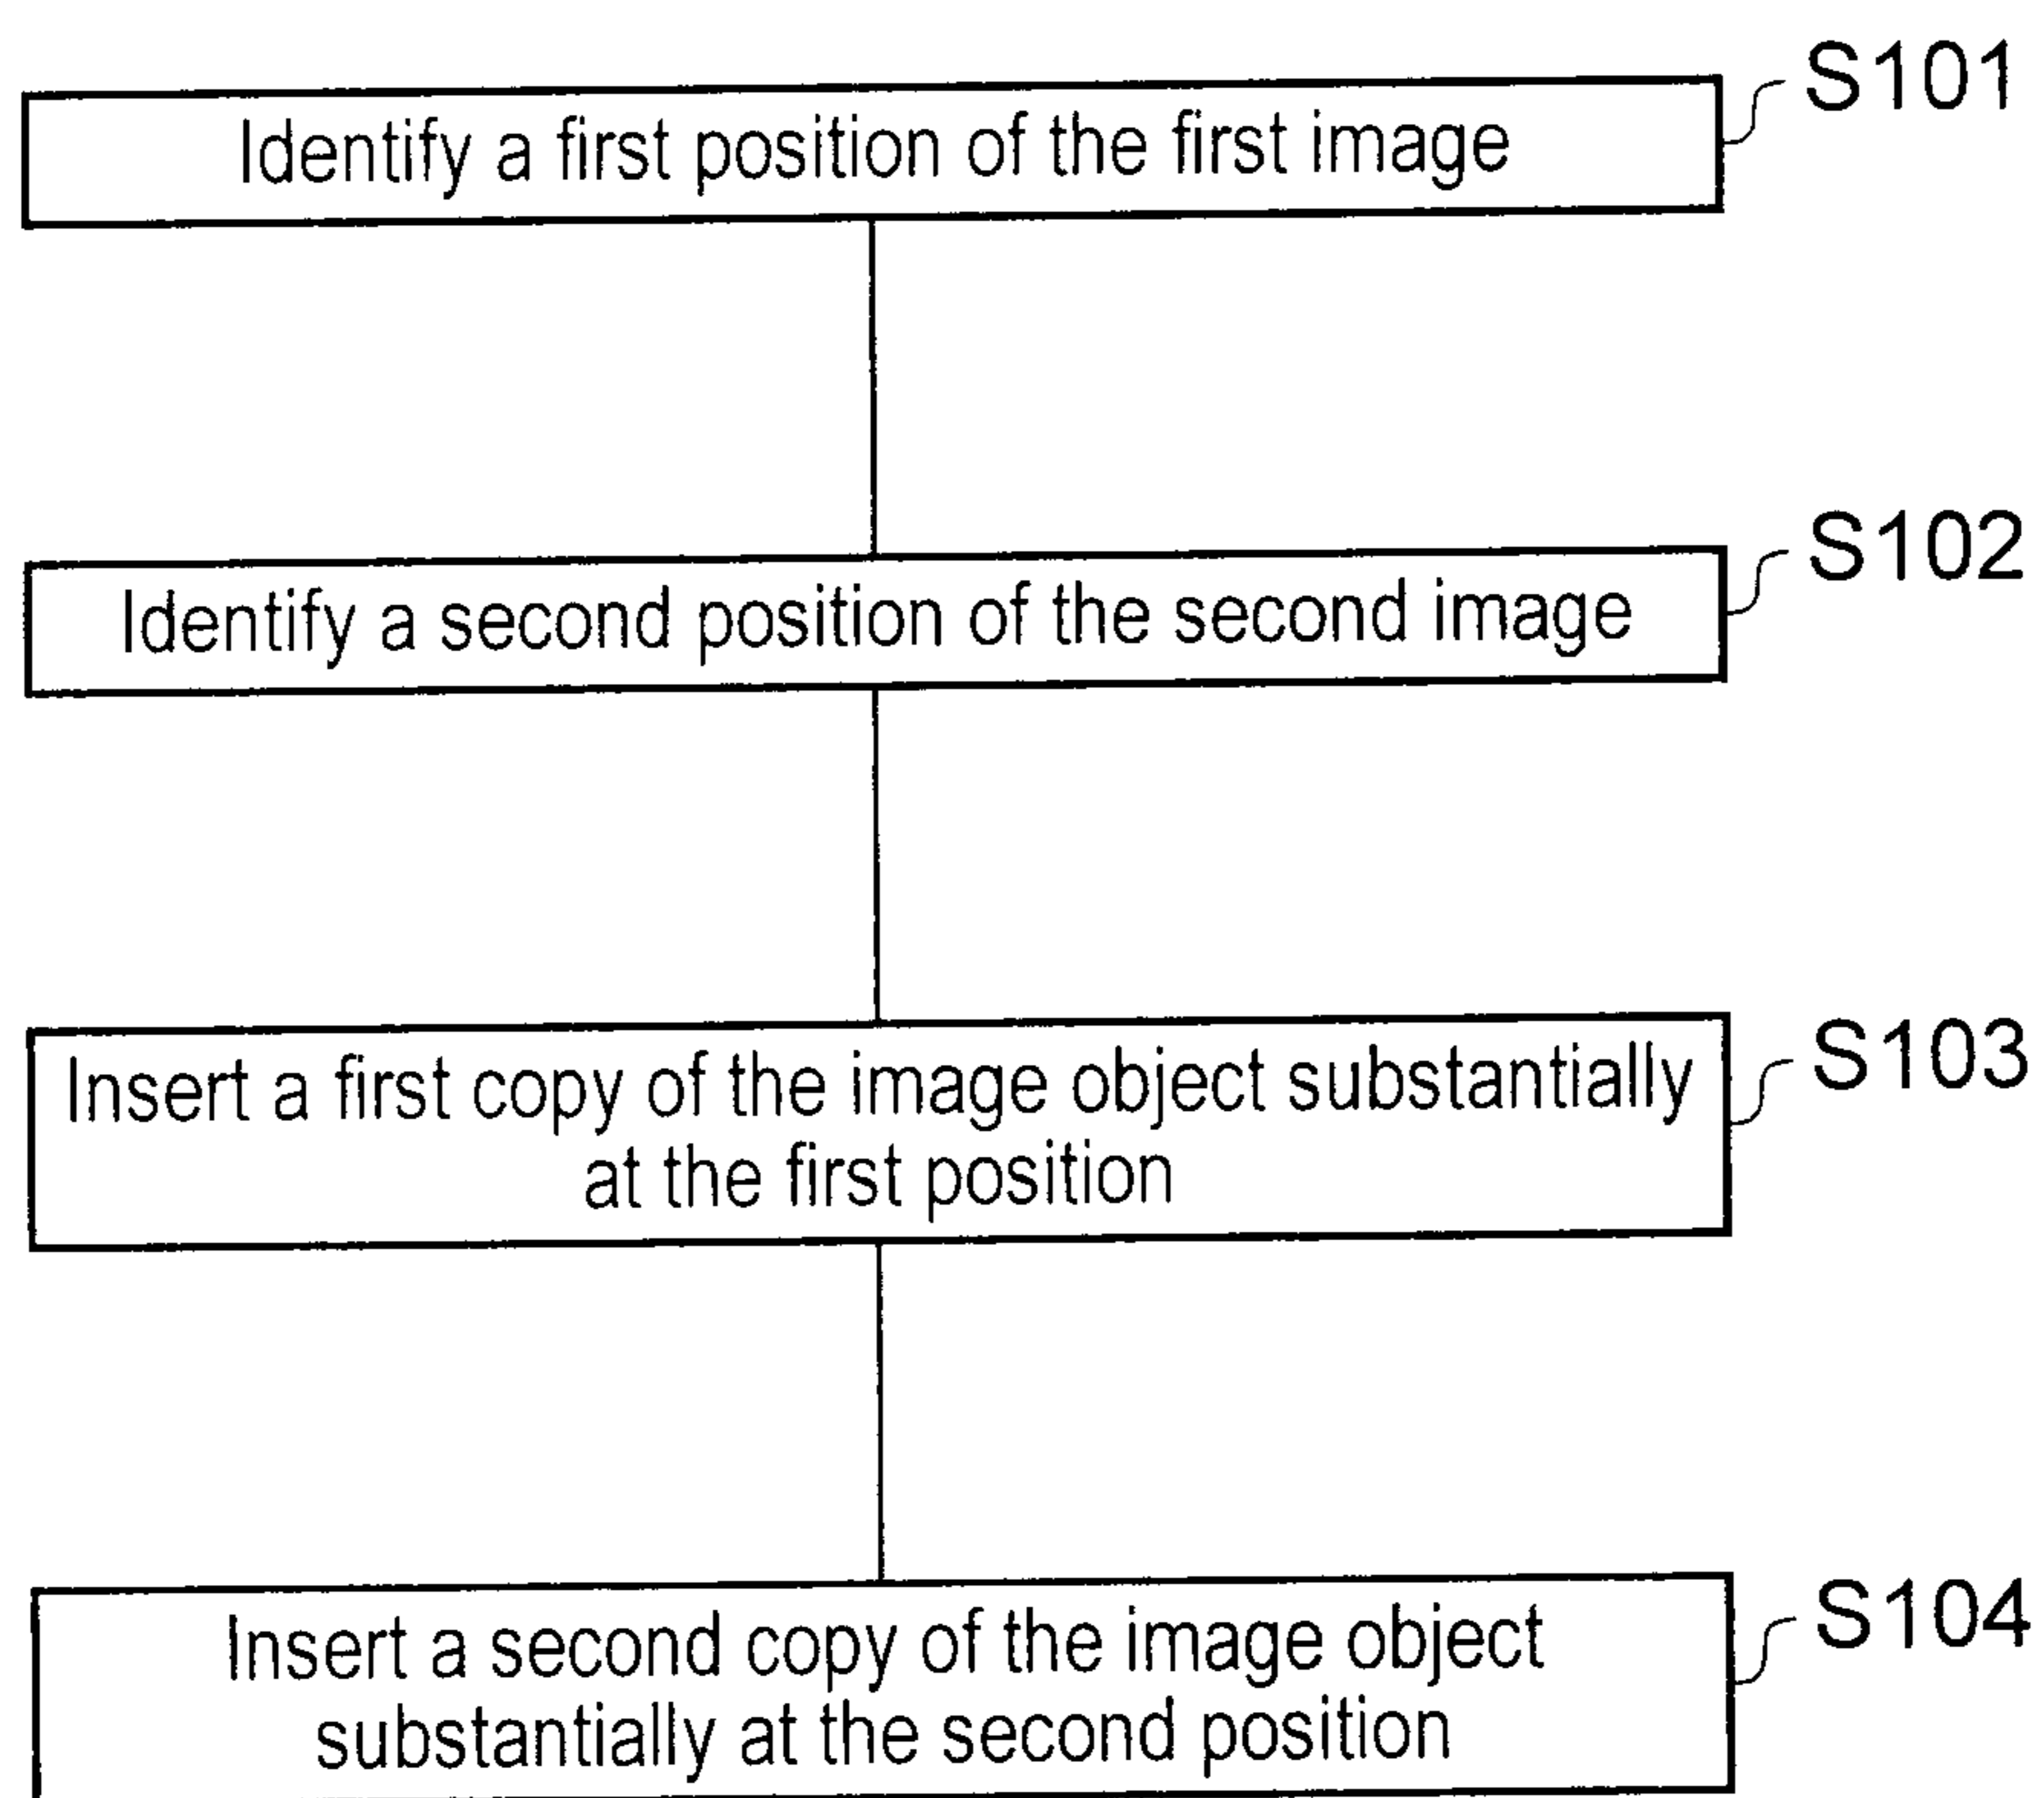 S101
Identify a first position of the first image
S102
Identify a second position of the second image
S103
Insert a first copy of the image object substantially
at the first position
S104
Insert a second copy of the image object
substantially at the second position